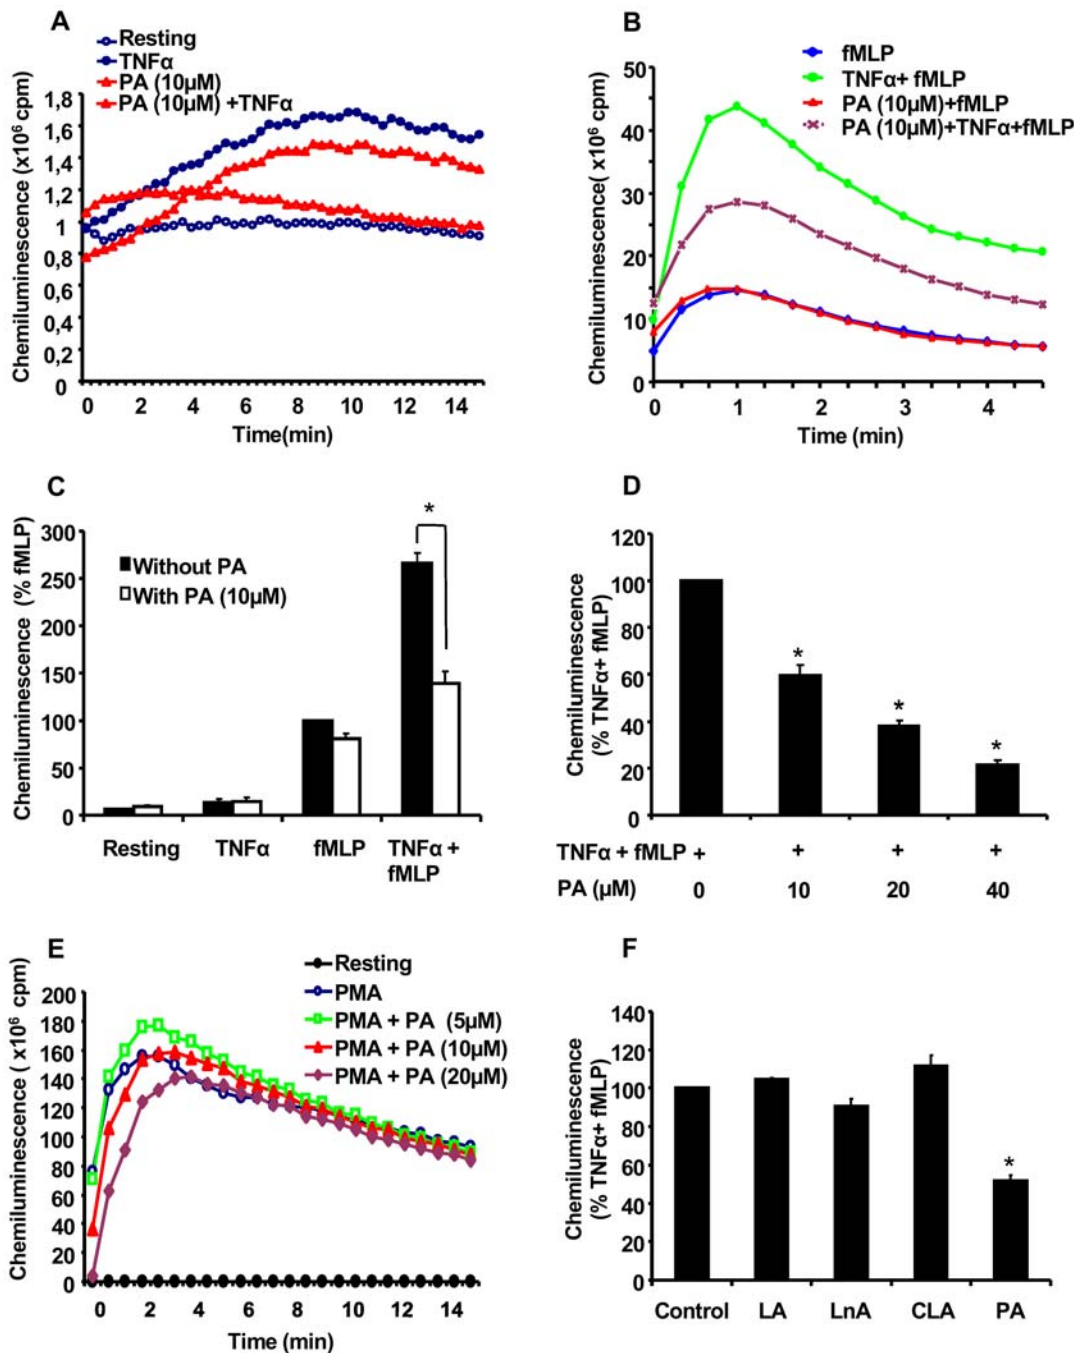 A
Resting
TNFα
PA (10µM)
PA (10µM) +TNFα
Chemiluminescence (x10⁶ cpm)
1,8
1,6
1,4
1,2
1
0,8
0,6
0,4
0,2
0
0 2 4 6 8 10 12 14
Time(min)
B
fMLP
TNFα+ fMLP
PA (10µM)+fMLP
PA (10µM)+TNFα+fMLP
Chemiluminescence( x10⁶ cpm)
50
40
30
20
10
0
0 1 2 3 4
Time (min)
C
Chemiluminescence (% fMLP)
300
250
200
150
100
50
0
Without PA
With PA (10µM)
*
Resting TNFα fMLP TNFα +
fMLP
D
Chemiluminescence
(% TNFα+ fMLP)
120
100
80
60
40
20
0
* * *
TNFα + fMLP + + + +
PA (µM) 0 10 20 40
E
Resting
PMA
PMA + PA (5µM)
PMA + PA (10µM)
PMA + PA (20µM)
Chemiluminescence ( x10⁶ cpm)
200
180
160
140
120
100
80
60
40
20
0
0 2 4 6 8 10 12 14
Time (min)
F
Chemiluminescence
(% TNFα+ fMLP)
140
120
100
80
60
40
20
0
*
Control LA LnA CLA PA